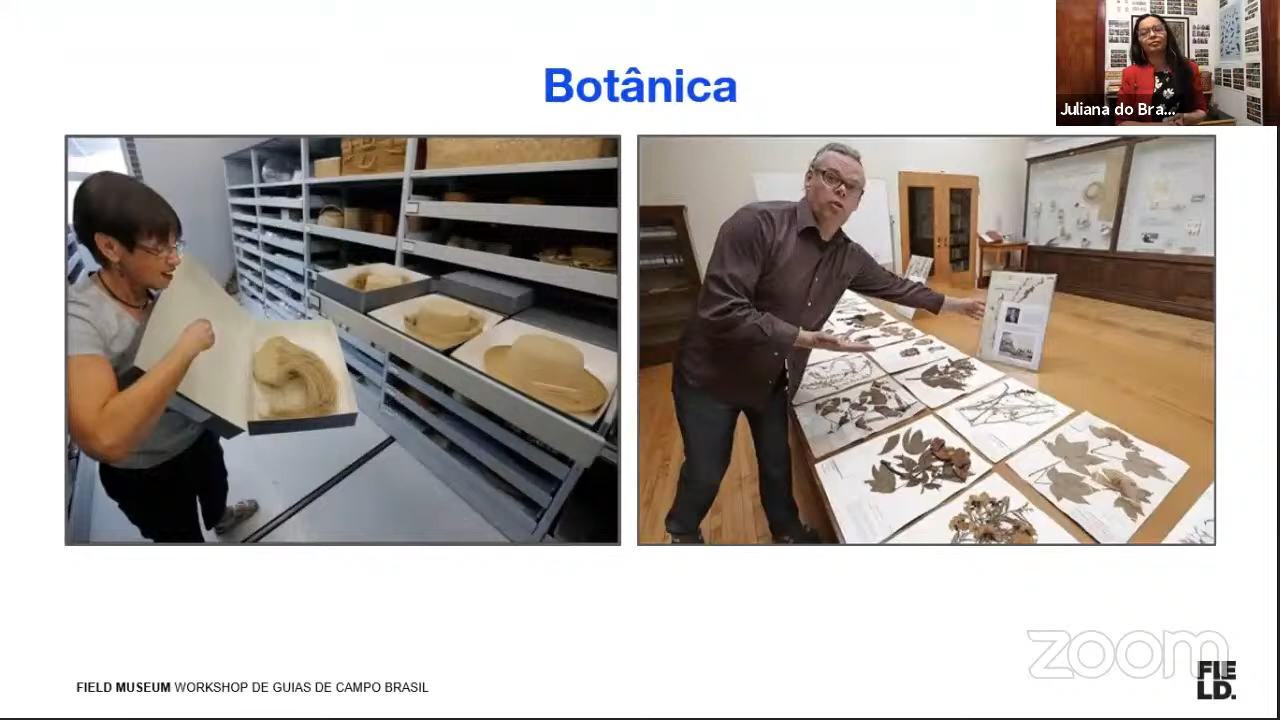 Botânica
Juliana do Bra...
FIELD MUSEUM WORKSHOP DE GUIAS DE CAMPO BRASIL
zoom
FIE
LD.